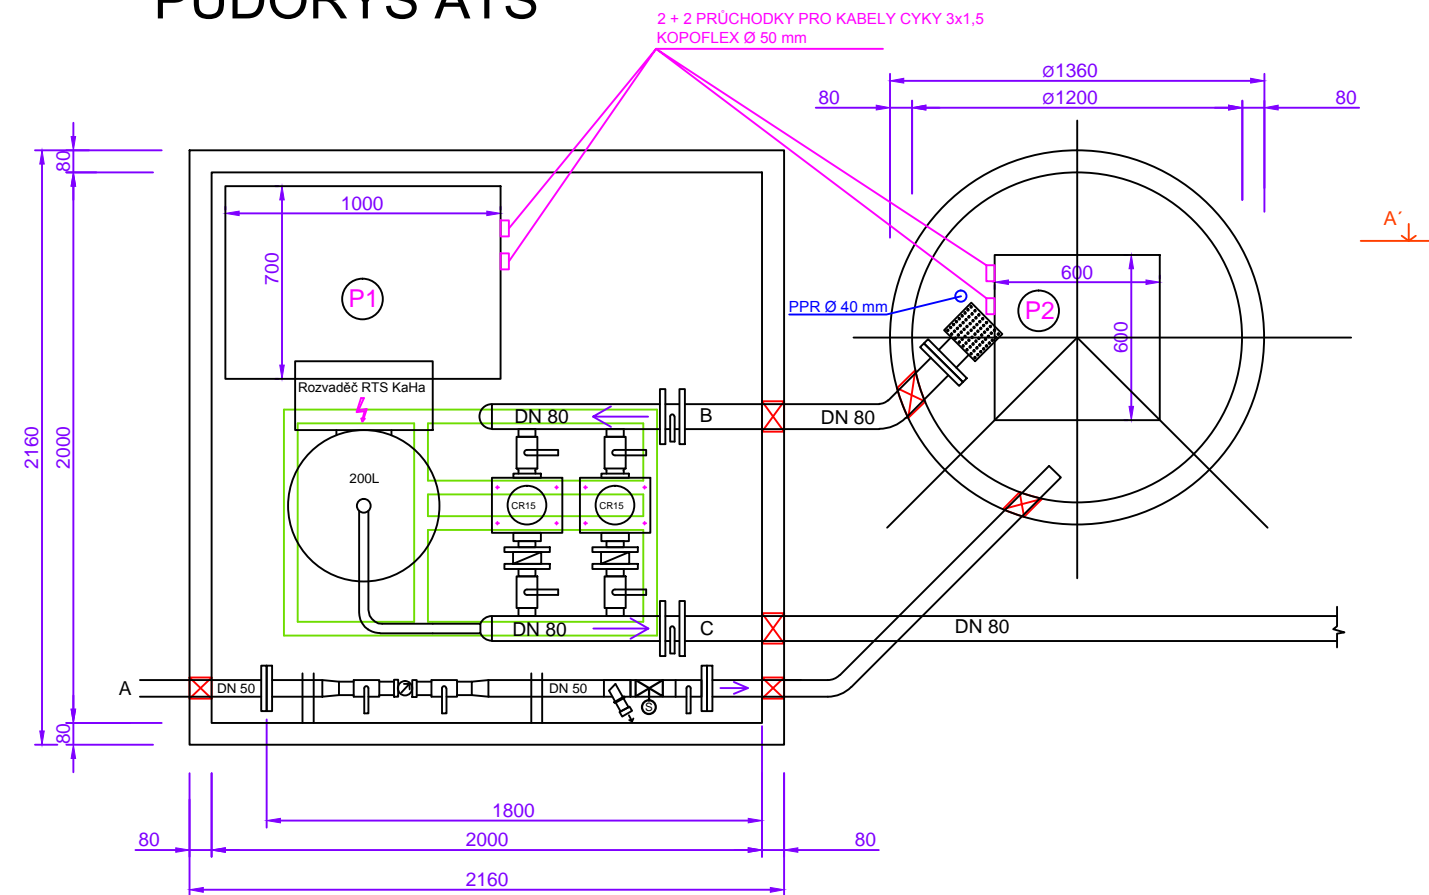 PŮDORYS ATS
2 + 2 PRŮCHODKY PRO KABELY CYKY 3x1,5
KOPOFLEX Ø 50 mm
Ø1360
80
Ø1200
80
80
1000
A´
700
600
P1
PPR Ø 40 mm
P2
600
Rozvaděč RTS KaHa
DN 80
B
DN 80
2160
2000
200L
CR15
CR15
DN 80
C
DN 80
A
DN 50
DN 50
S
80
1800
80
2000
80
2160